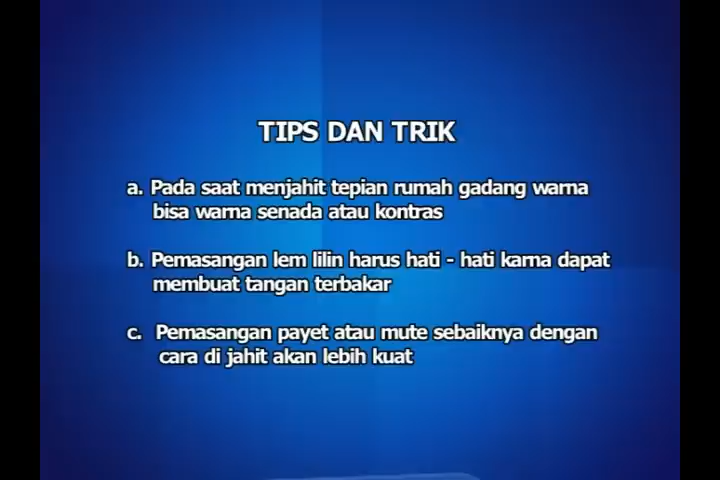 TIPS DAN TRIK
a. Pada saat menjahit tepian rumah gadang warna
bisa warna senada atau kontras
b. Pemasangan lem lilin harus hati - hati karna dapat
membuat tangan terbakar
c. Pemasangan payet atau mute sebaiknya dengan
cara di jahit akan lebih kuat